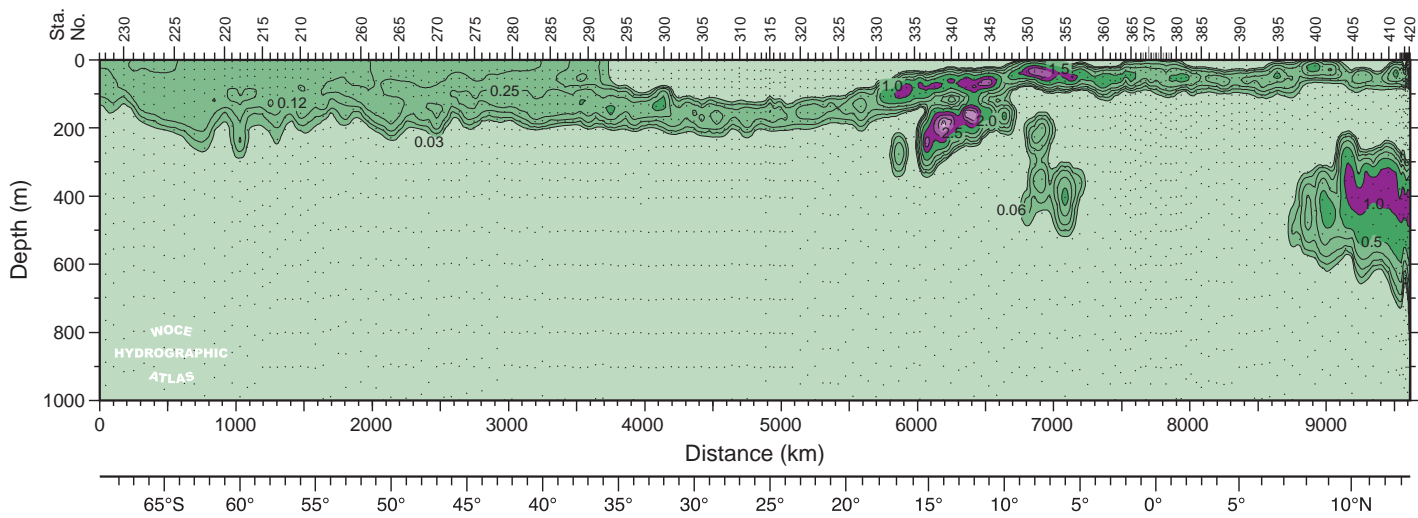 Sta. No.
230 225 220 215 210 260 265 270 275 280 285 290 295 300 305 310 315 320 325 330 335 340 345 350 355 360 365 370 375 380 385 390 395 400 405 410 420
0
200
400
600
800
1000
Depth (m)
0.12 0.25 0.03 1.0 2.5 2.0 1.5 0.06 1.0 0.5
WOCE
HYDROGRAPHIC
ATLAS
0 1000 2000 3000 4000 5000 6000 7000 8000 9000
Distance (km)
65°S 60° 55° 50° 45° 40° 35° 30° 25° 20° 15° 10° 5° 0° 5° 10°N